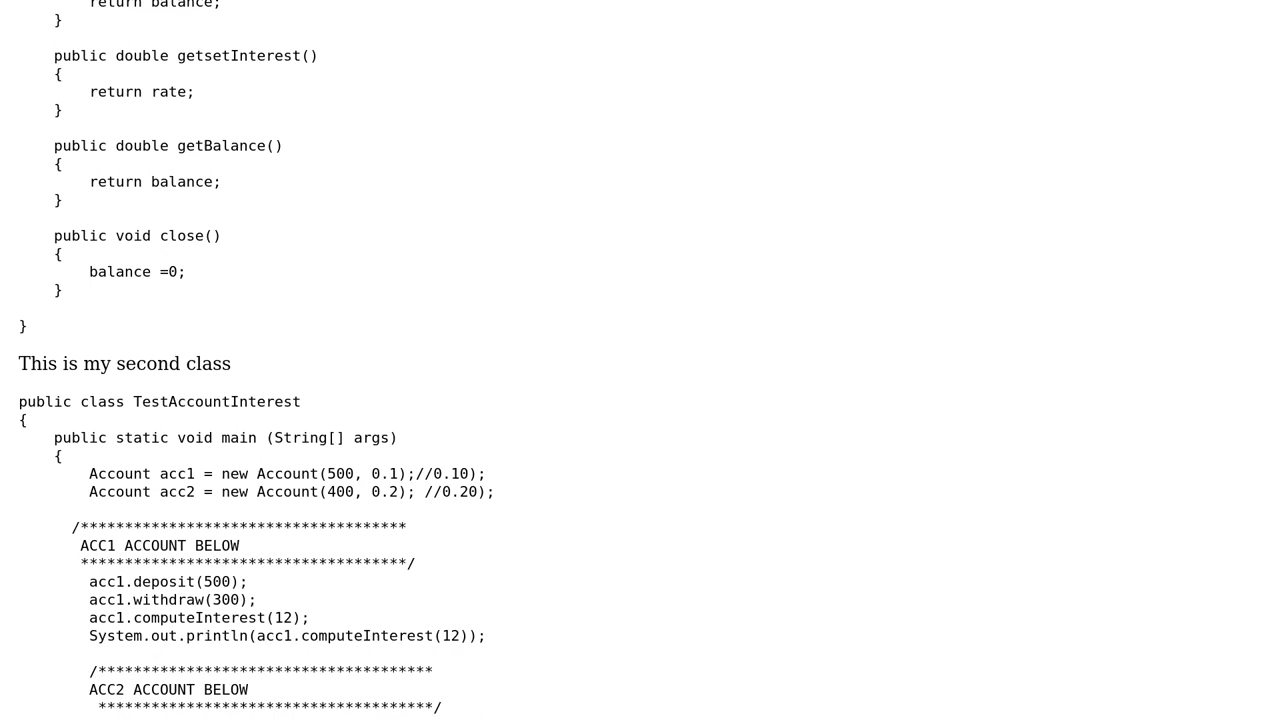 return balance;
    }

    public double getsetInterest()
    {
        return rate;
    }

    public double getBalance()
    {
        return balance;
    }

    public void close()
    {
        balance =0;
    }

}
This is my second class
public class TestAccountInterest
{
    public static void main (String[] args)
    {
        Account acc1 = new Account(500, 0.1);//0.10);
        Account acc2 = new Account(400, 0.2); //0.20);

      /*************************************
       ACC1 ACCOUNT BELOW
       *************************************/
        acc1.deposit(500);
        acc1.withdraw(300);
        acc1.computeInterest(12);
        System.out.println(acc1.computeInterest(12));

        /**************************************
        ACC2 ACCOUNT BELOW
         **************************************/